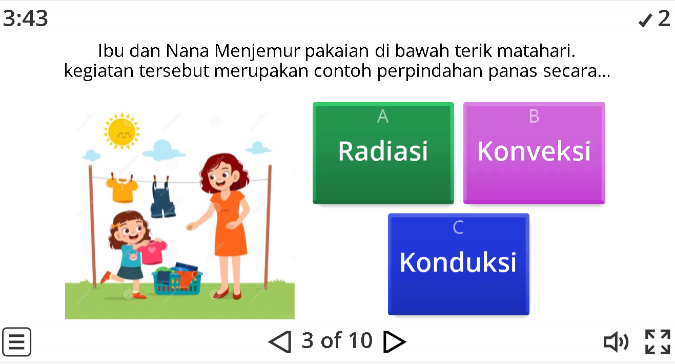 3:43
✓ 2
Ibu dan Nana Menjemur pakaian di bawah terik matahari.
kegiatan tersebut merupakan contoh perpindahan panas secara...
A
Radiasi
B
Konveksi
C
Konduksi
3 of 10